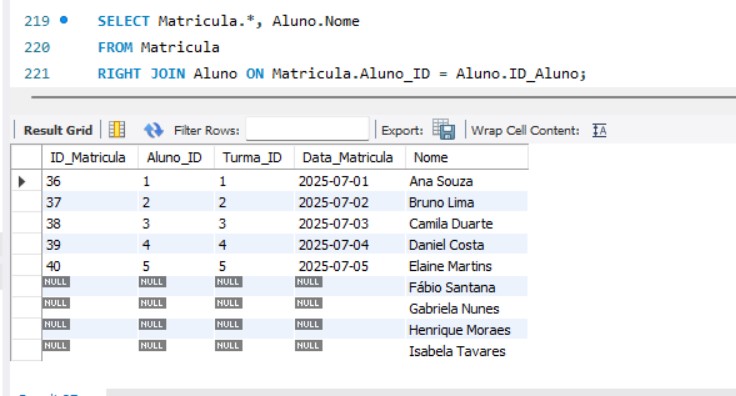 219 SELECT Matricula.*, Aluno.Nome
220 FROM Matricula
221 RIGHT JOIN Aluno ON Matricula.Aluno_ID = Aluno.ID_Aluno;
Result Grid Filter Rows: Export: Wrap Cell Content: IA
ID_Matricula Aluno_ID Turma_ID Data_Matricula Nome
36 1 1 2025-07-01 Ana Souza
37 2 2 2025-07-02 Bruno Lima
38 3 3 2025-07-03 Camila Duarte
39 4 4 2025-07-04 Daniel Costa
40 5 5 2025-07-05 Elaine Martins
NULL NULL NULL NULL Fábio Santana
NULL NULL NULL NULL Gabriela Nunes
NULL NULL NULL NULL Henrique Moraes
NULL NULL NULL NULL Isabela Tavares